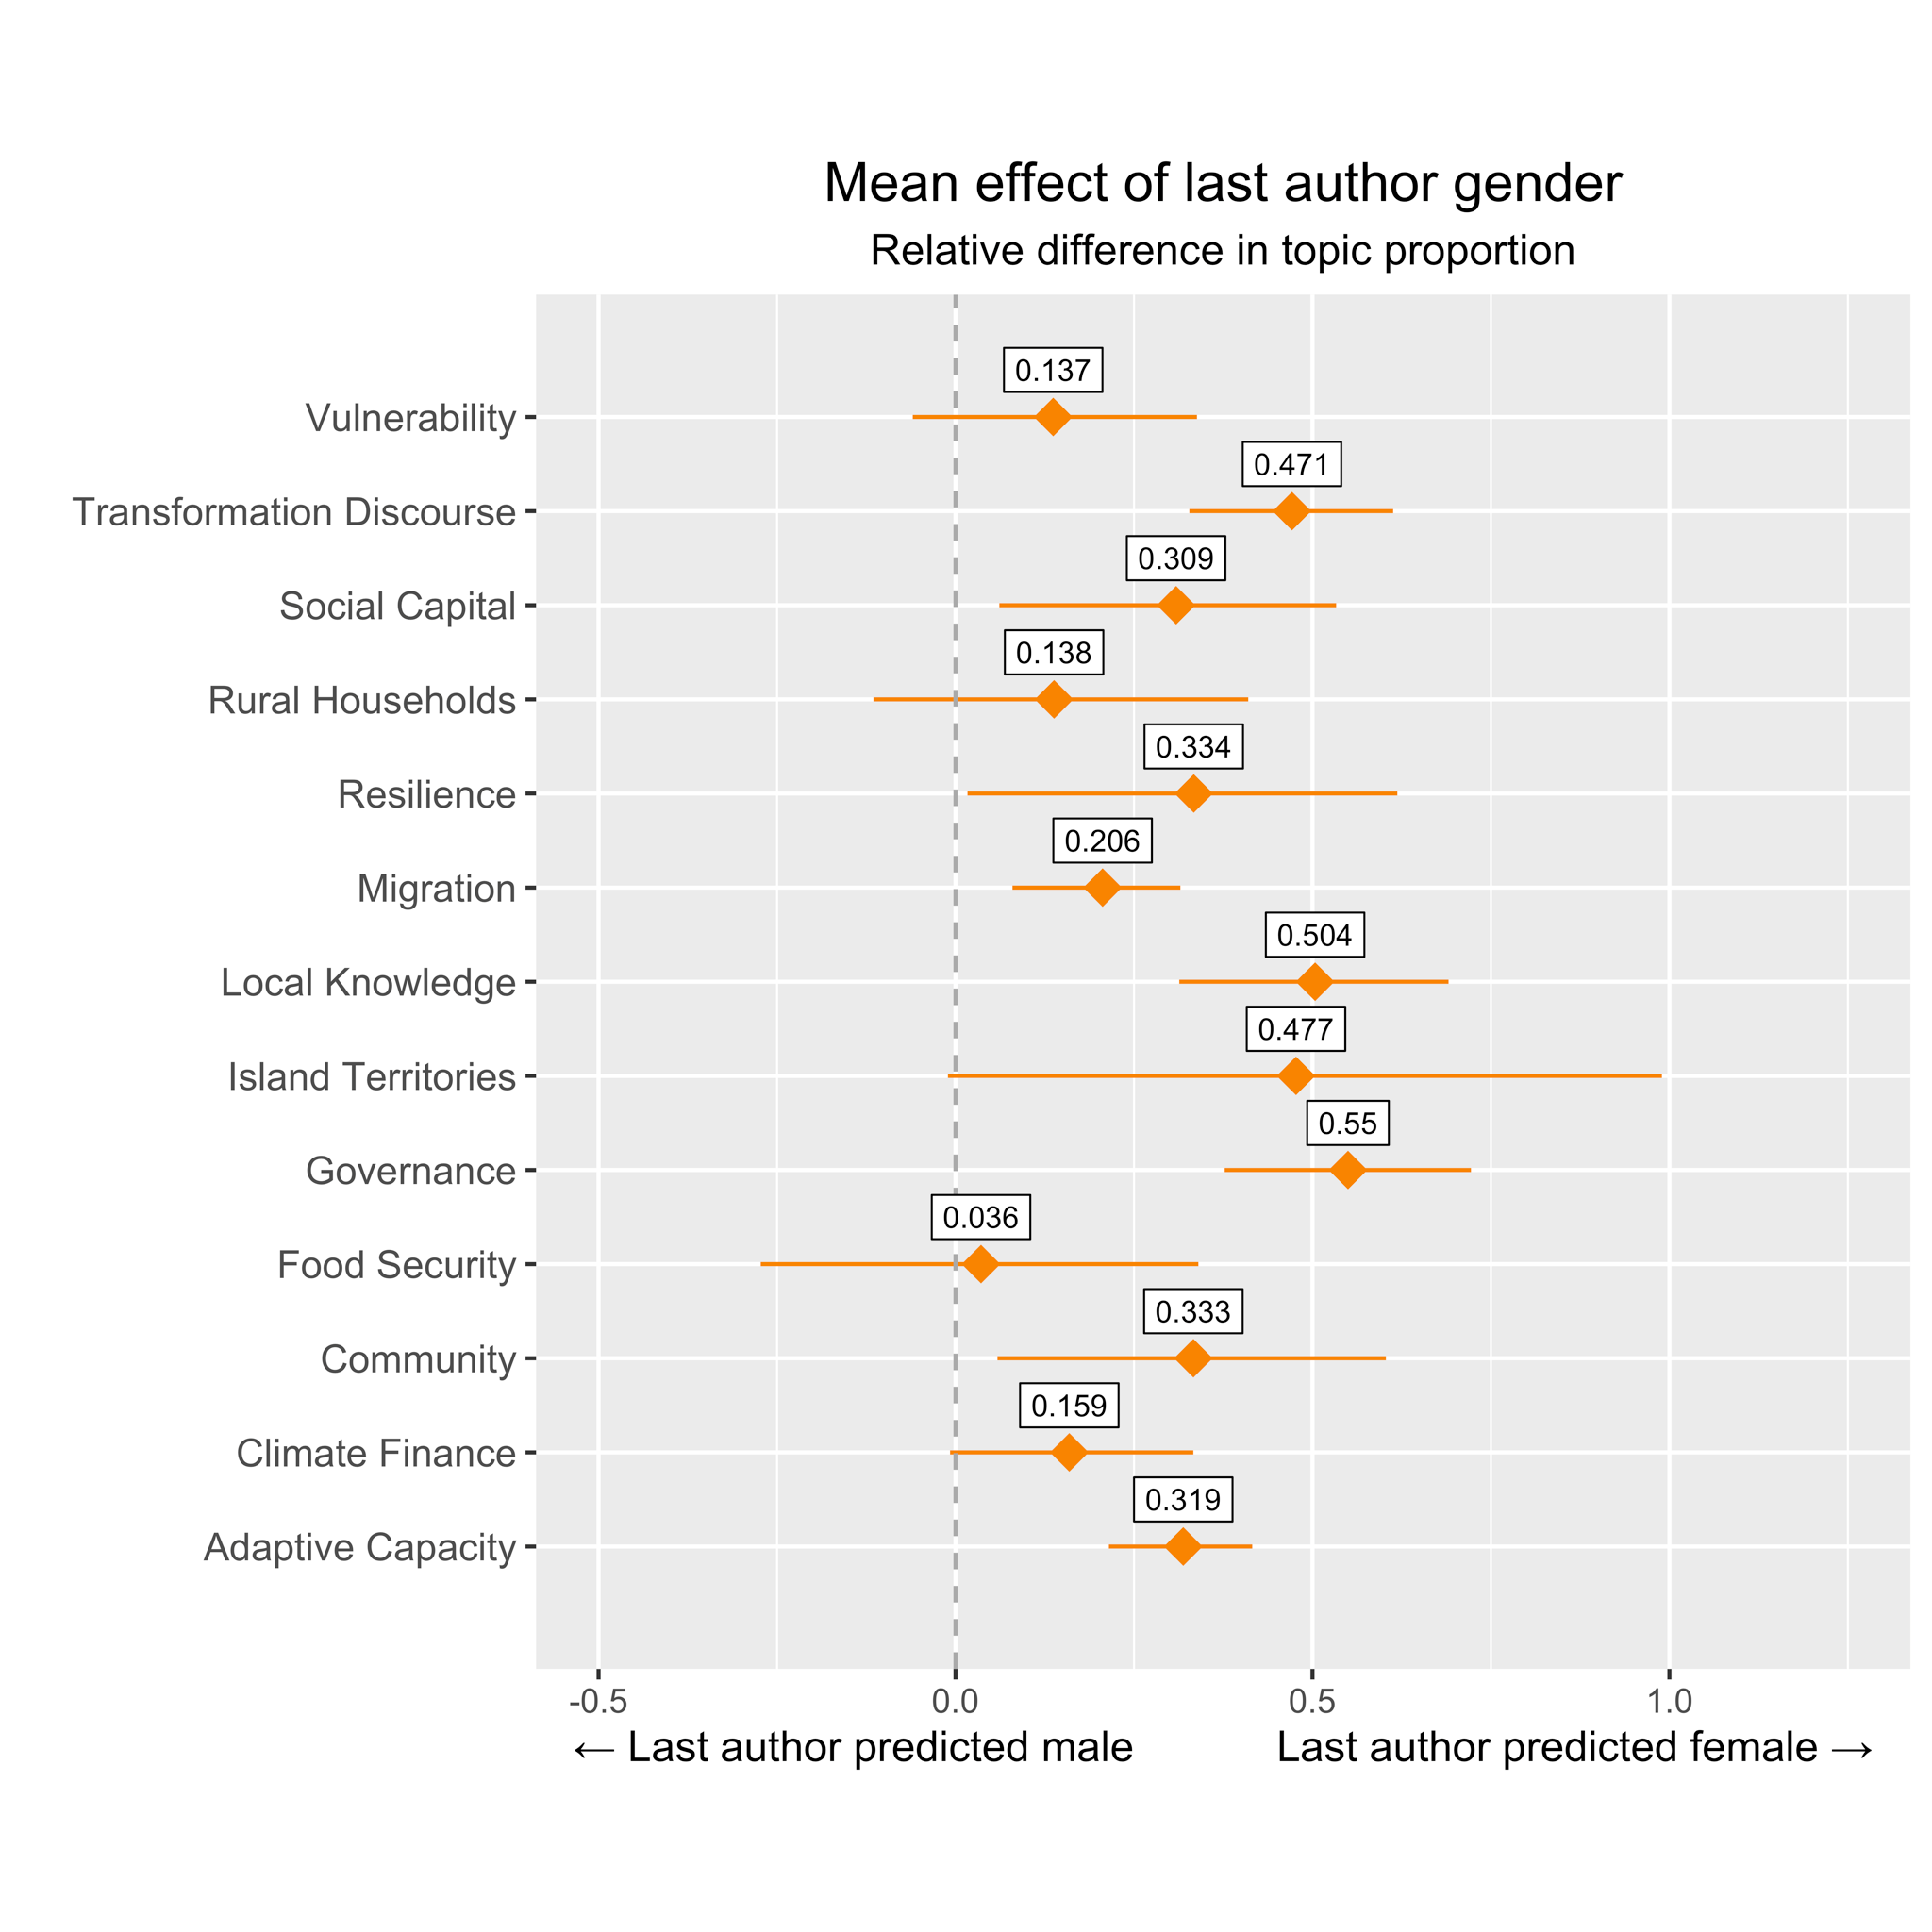 Mean effect of last author gender
Relative difference in topic proportion
0.137
Vulnerability
0.471
Transformation Discourse
0.309
Social Capital
0.138
Rural Households
0.334
Resilience
0.206
Migration
0.504
Local Knowledge
0.477
Island Territories
0.55
Governance
0.036
Food Security
0.333
Community
0.159
Climate Finance
0.319
Adaptive Capacity
-0.5 0.0 0.5 1.0
← Last author predicted male Last author predicted female →